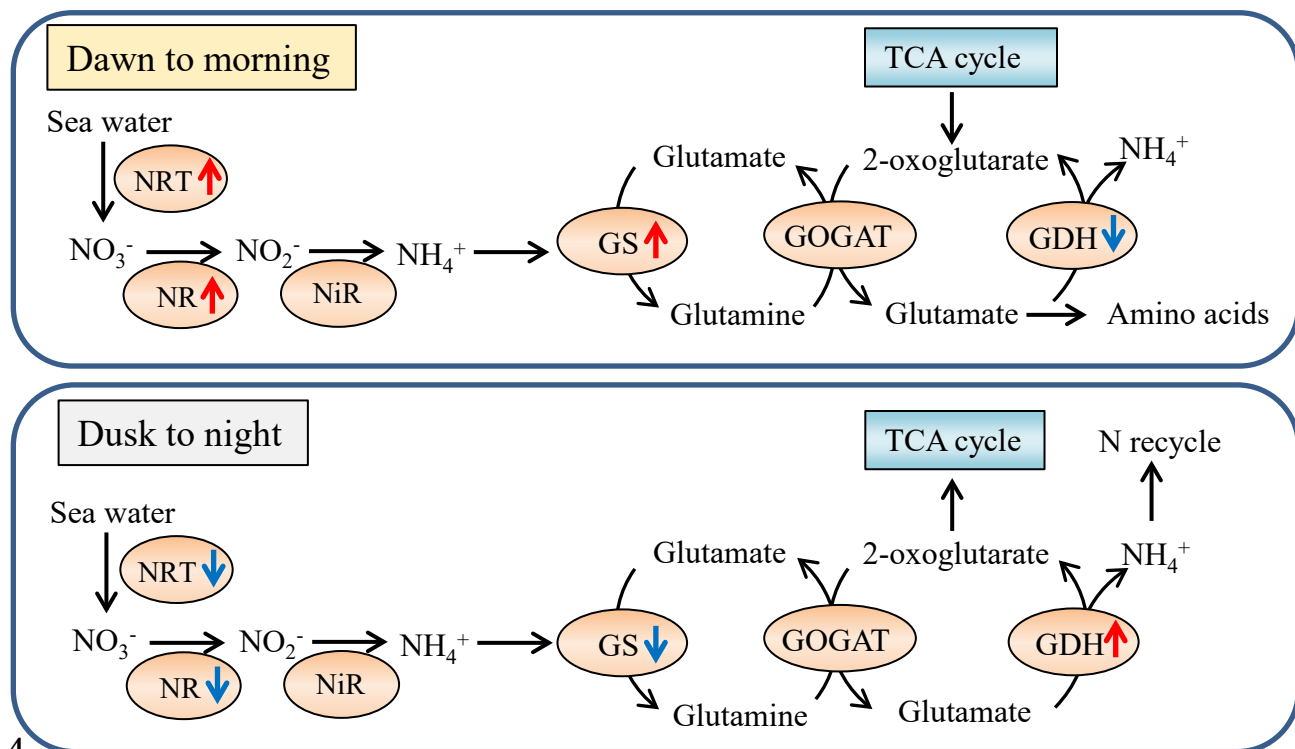 Dawn to morning
TCA cycle
Sea water
NRT
Glutamate
2-oxoglutarate
NH₄⁺
NO₃⁻
NO₂⁻
NH₄⁺
GS
GOGAT
GDH
NR
NiR
Glutamine
Glutamate
Amino acids
Dusk to night
TCA cycle
N recycle
Sea water
NRT
Glutamate
2-oxoglutarate
NH₄⁺
NO₃⁻
NO₂⁻
NH₄⁺
GS
GOGAT
GDH
NR
NiR
Glutamine
Glutamate
4